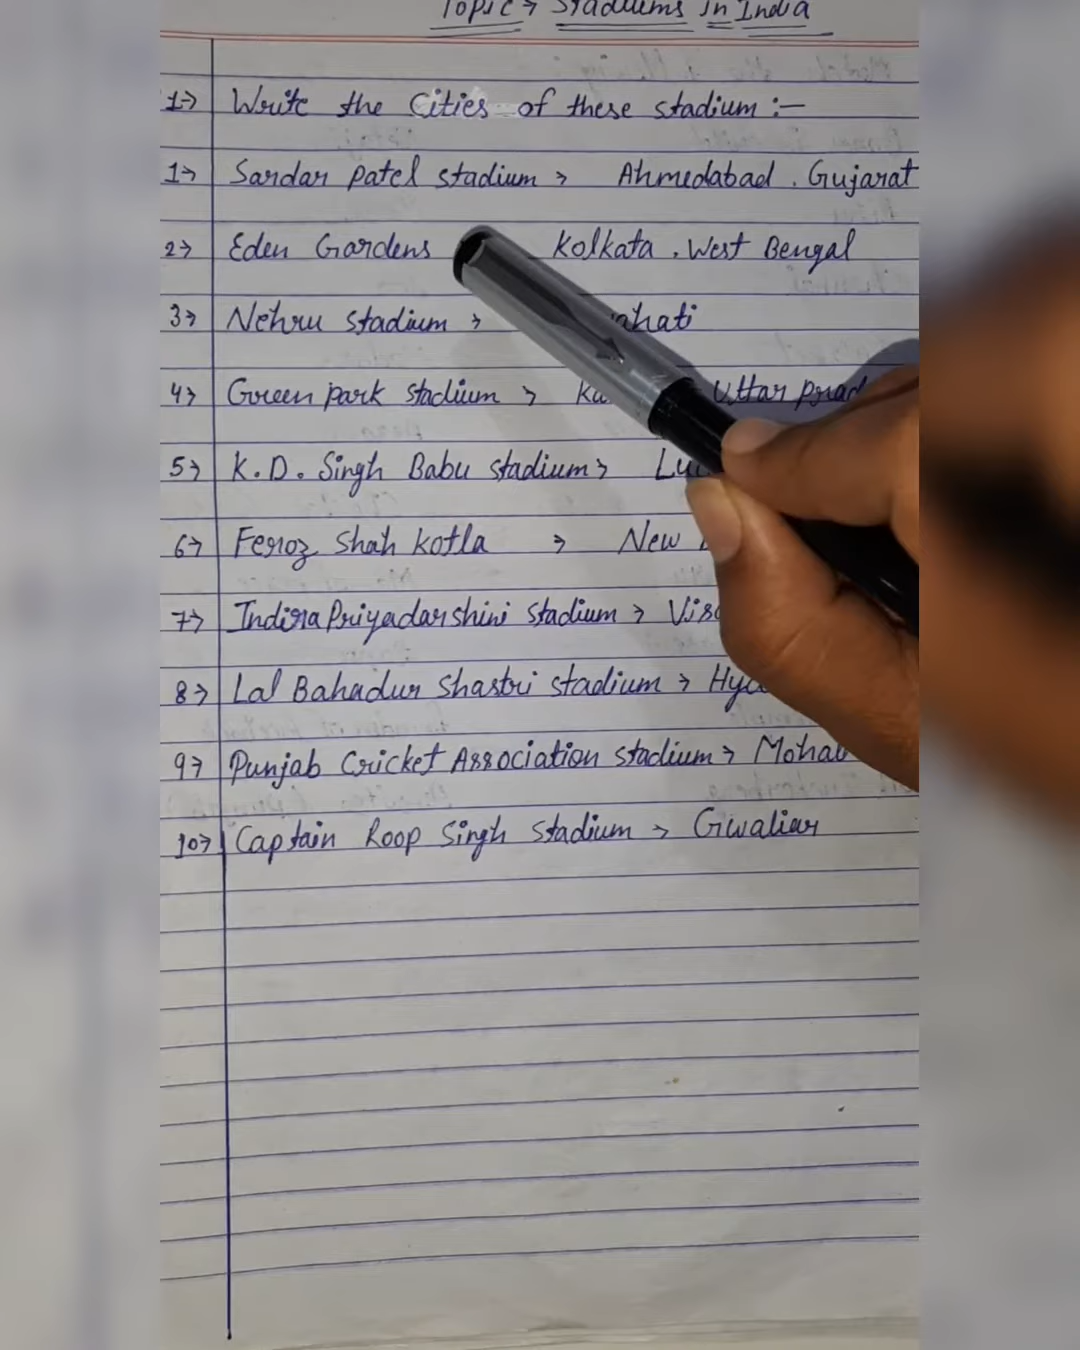 Topic → Stadiums in India
1→ Write the Cities of these stadium :—
1→ Sardar patel stadium → Ahmedabad . Gujarat
2→ Eden Gardens Kolkata . West Bengal
3→ Nehru stadium →
4→ Green park stadium → Uttar
5→ K.D. Singh Babu stadium→
6→ Feroz Shah Kotla → New
7→ Indira Priyadarshini stadium →
8→ Lal Bahadur Shastri stadium →
9→ Punjab Cricket Association stadium→
10→ Captain Roop Singh stadium → Gwaliar